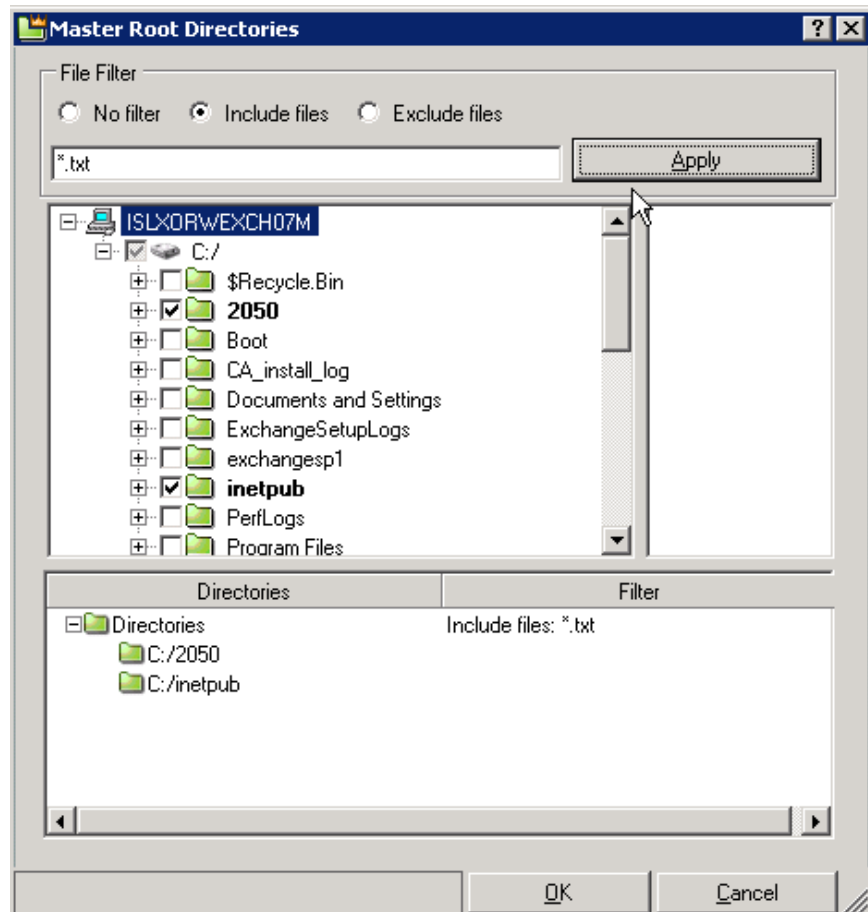 Master Root Directories
File Filter
No filter Include files Exclude files
*.txt Apply
ISLXORWEXCH07M
C:/
$Recycle.Bin
2050
Boot
CA_install_log
Documents and Settings
ExchangeSetupLogs
exchangesp1
inetpub
PerfLogs
Program Files
Directories Filter
Directories Include files: *.txt
C:/2050
C:/inetpub
OK Cancel